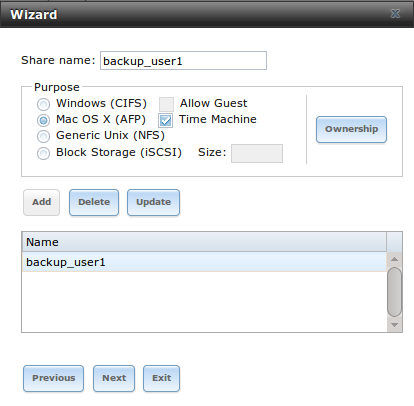 Wizard
Share name: backup_user1
Purpose
Windows (CIFS) Allow Guest
Mac OS X (AFP) Time Machine
Generic Unix (NFS)
Block Storage (iSCSI) Size:
Ownership
Add Delete Update
Name
backup_user1
Previous Next Exit